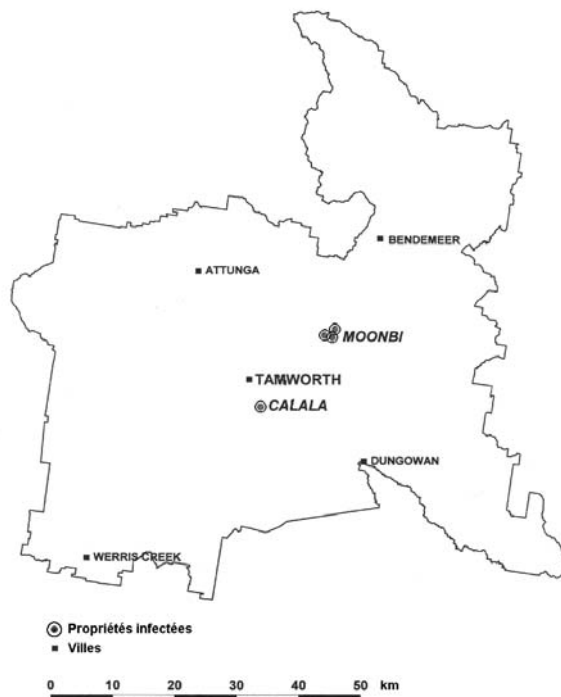 BENDEMEER
ATTUNGA
MOONBI
TAMWORTH
CALALA
DUNGOWAN
WERRIS CREEK
Propriétés infectées
Villes
0 10 20 30 40 50 km